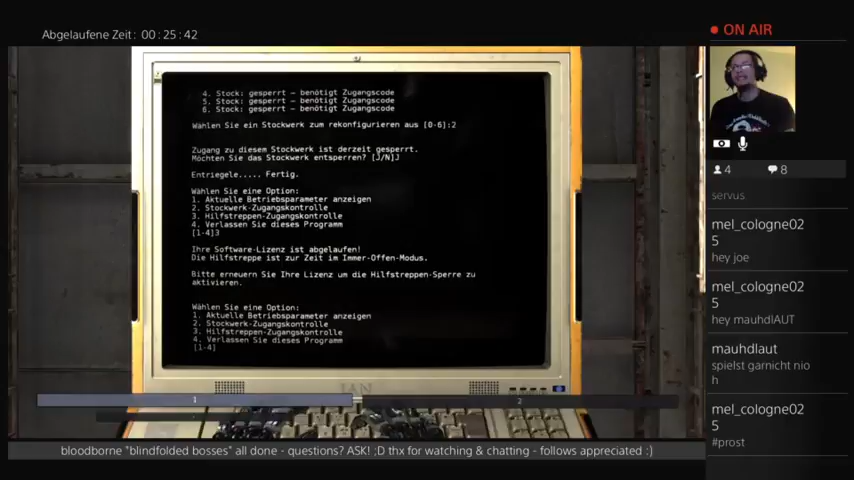 Abgelaufene Zeit: 00:25:42
ON AIR
4. Stock: gesperrt – benötigt Zugangscode
5. Stock: gesperrt – benötigt Zugangscode
6. Stock: gesperrt – benötigt Zugangscode
Wählen Sie ein Stockwerk zum rekonfigurieren aus [0-6]:2
Zugang zu diesem Stockwerk ist derzeit gesperrt.
Möchten Sie das Stockwerk entsperren? [J/N]J
Entriegele..... Fertig.
Wählen Sie eine Option:
1. Aktuelle Betriebsparameter anzeigen
2. Stockwerk-Zugangskontrolle
3. Hilfstreppen-Zugangskontrolle
4. Verlassen Sie dieses Programm
[1-4]3
Ihre Software-Lizenz ist abgelaufen!
Die Hilfstreppe ist zur Zeit im Immer-Offen-Modus.
Bitte erneuern Sie Ihre Lizenz um die Hilfstreppen-Sperre zu
aktivieren.
Wählen Sie eine Option:
1. Aktuelle Betriebsparameter anzeigen
2. Stockwerk-Zugangskontrolle
3. Hilfstreppen-Zugangskontrolle
4. Verlassen Sie dieses Programm
[1-4]
1
2
bloodborne "blindfolded bosses" all done - questions? ASK! ;D thx for watching & chatting - follows appreciated :)
4
8
servus
mel_cologne02
5
hey joe
mel_cologne02
5
hey mauhdlAUT
mauhdlaut
spielst garnicht nio
h
mel_cologne02
5
#prost